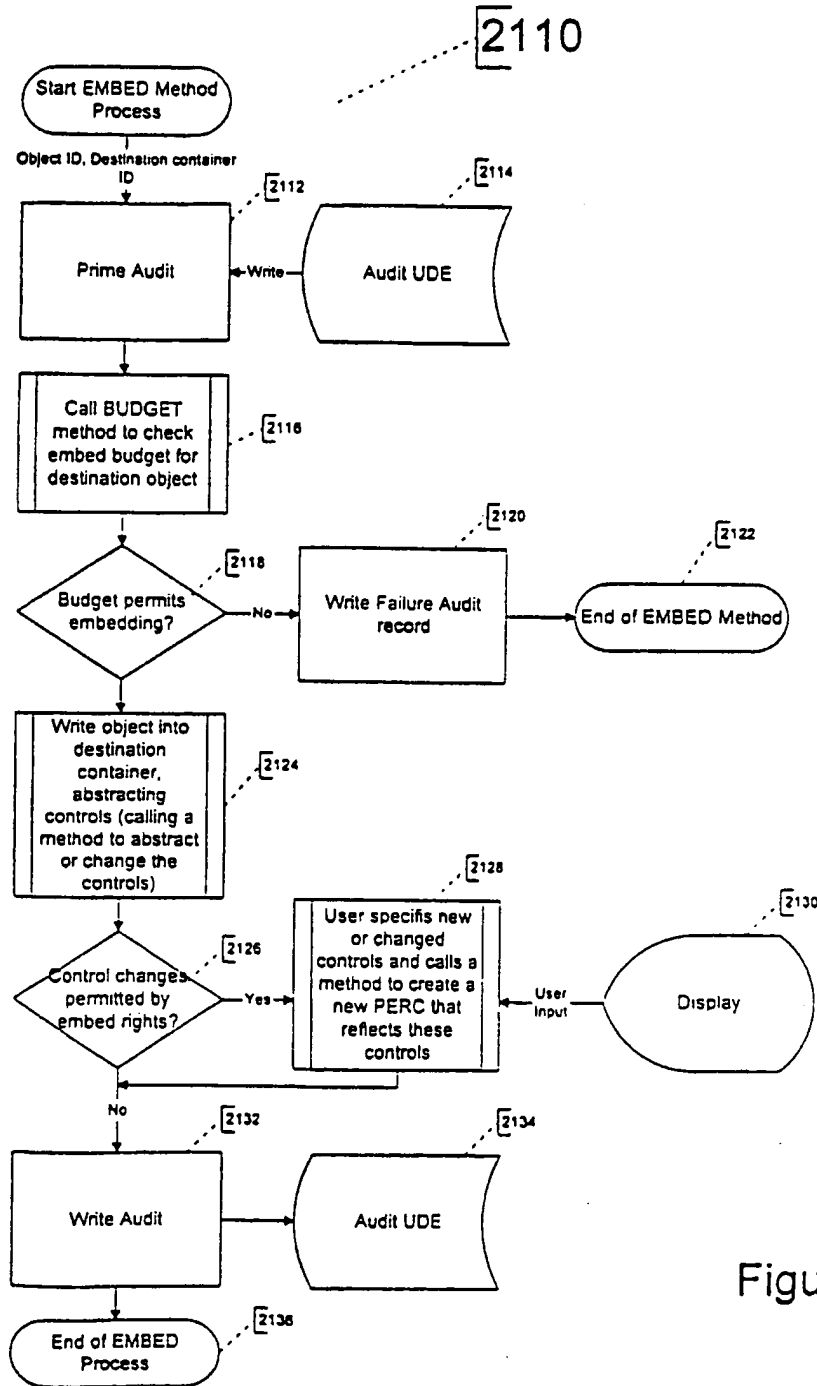 2110
Start EMBED Method
Process
Object ID, Destination container
ID
2112
2114
Prime Audit
Write
Audit UDE
Call BUDGET
method to check
embed budget for
destination object
2116
2118
Budget permits
embedding?
No
2120
Write Failure Audit
record
2122
End of EMBED Method
Write object into
destination
container,
abstracting
controls (calling a
method to abstract
or change the
controls)
2124
2126
Control changes
permitted by
embed rights?
Yes
2128
User specifis new
or changed
controls and calls a
method to create a
new PERC that
reflects these
controls
User
Input
2130
Display
No
2132
Write Audit
2134
Audit UDE
Figu
End of EMBED
Process
2136